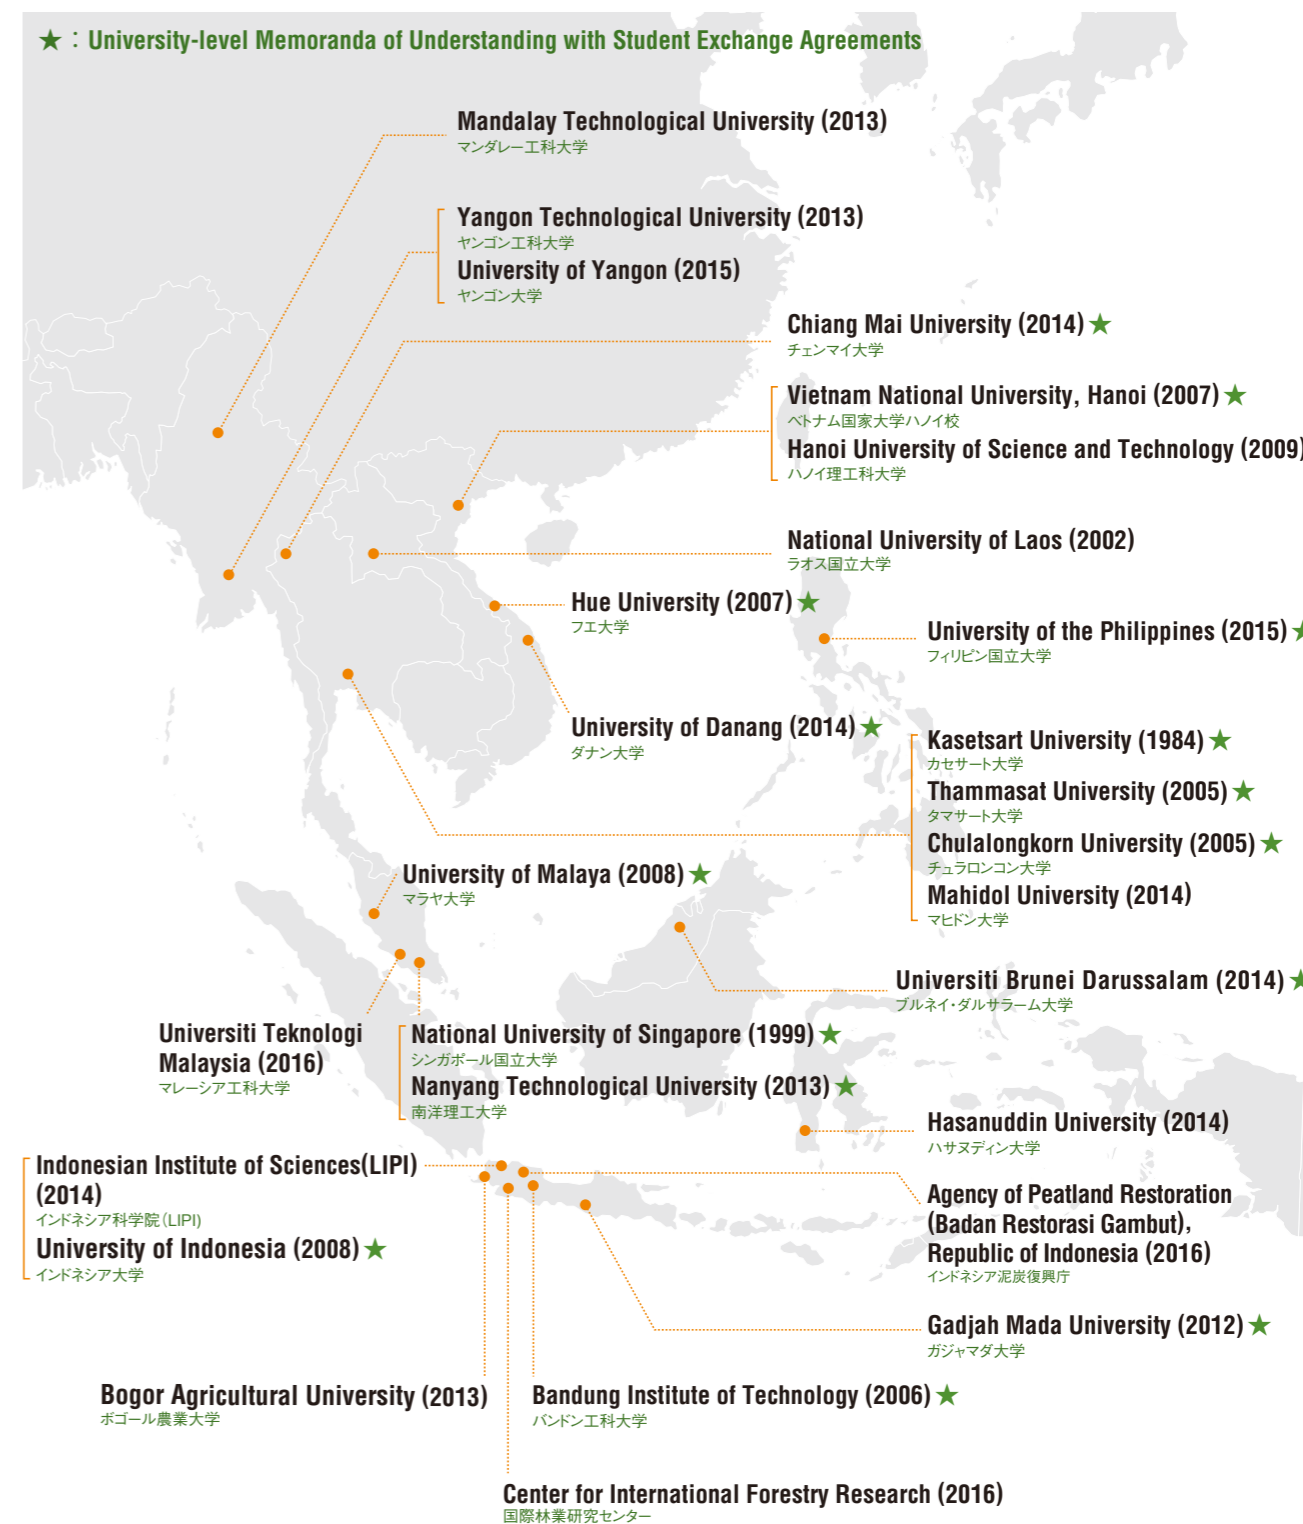 ★ : University-level Memoranda of Understanding with Student Exchange Agreements
Mandalay Technological University (2013)
マンダレー工科大学
Yangon Technological University (2013)
ヤンゴン工科大学
University of Yangon (2015)
ヤンゴン大学
Chiang Mai University (2014) ★
チェンマイ大学
Vietnam National University, Hanoi (2007) ★
ベトナム国家大学ハノイ校
Hanoi University of Science and Technology (2009)
ハノイ理工科大学
National University of Laos (2002)
ラオス国立大学
Hue University (2007) ★
フエ大学
University of the Philippines (2015) ★
フィリピン国立大学
University of Danang (2014) ★
ダナン大学
Kasetsart University (1984) ★
カセサート大学
Thammasat University (2005) ★
タマサート大学
Chulalongkorn University (2005) ★
チュラロンコン大学
Mahidol University (2014)
マヒドン大学
University of Malaya (2008) ★
マラヤ大学
Universiti Brunei Darussalam (2014) ★
ブルネイ・ダルサラーム大学
Universiti Teknologi
Malaysia (2016)
マレーシア工科大学
National University of Singapore (1999) ★
シンガポール国立大学
Nanyang Technological University (2013) ★
南洋理工大学
Hasanuddin University (2014)
ハサヌディン大学
Indonesian Institute of Sciences(LIPI)
(2014)
インドネシア科学院(LIPI)
University of Indonesia (2008) ★
インドネシア大学
Agency of Peatland Restoration
(Badan Restorasi Gambut),
Republic of Indonesia (2016)
インドネシア泥炭復興庁
Gadjah Mada University (2012) ★
ガジャマダ大学
Bogor Agricultural University (2013)
ボゴール農業大学
Bandung Institute of Technology (2006) ★
バンドン工科大学
Center for International Forestry Research (2016)
国際林業研究センター